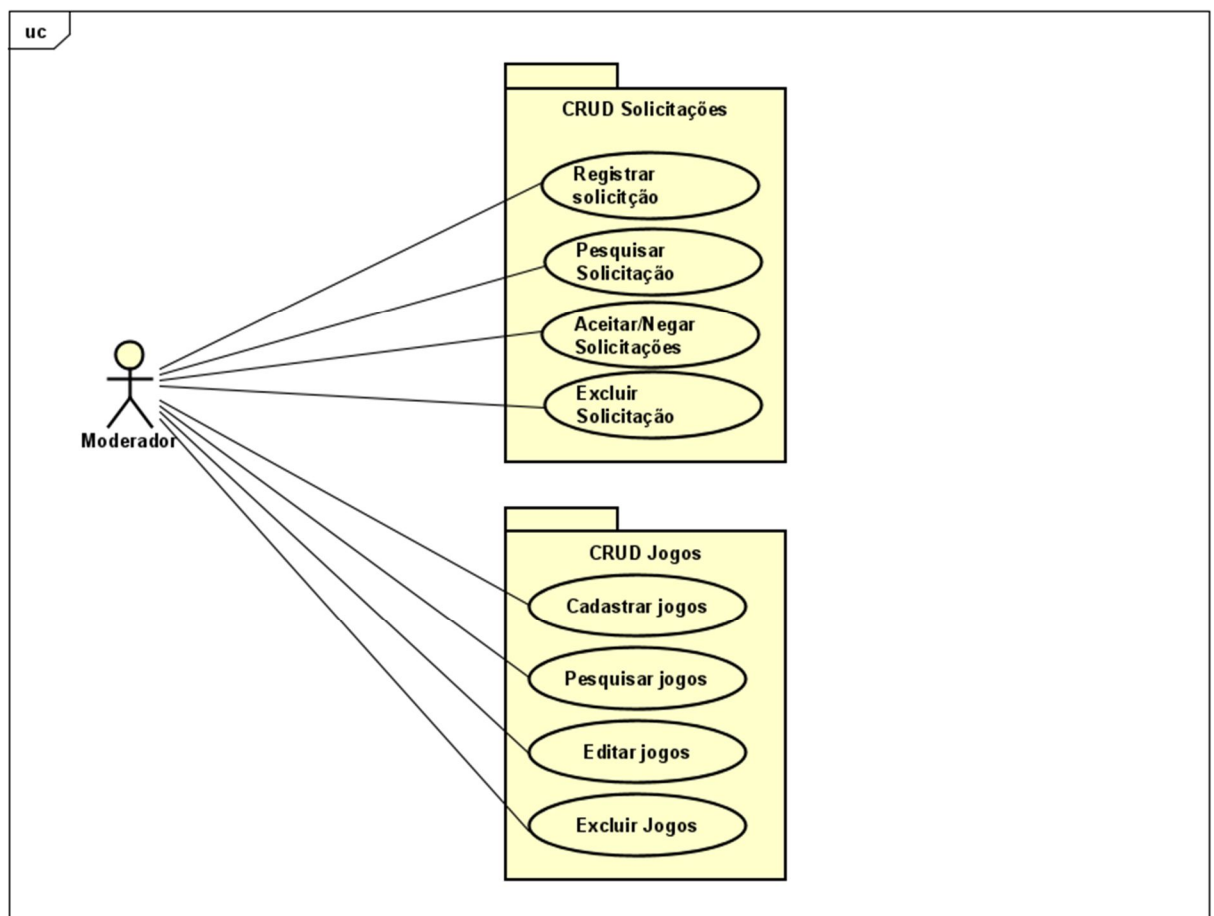 uc
CRUD Solicitações
Registrar
solicitção
Pesquisar
Solicitação
Aceitar/Negar
Solicitações
Excluir
Solicitação
Moderador
CRUD Jogos
Cadastrar jogos
Pesquisar jogos
Editar jogos
Excluir Jogos